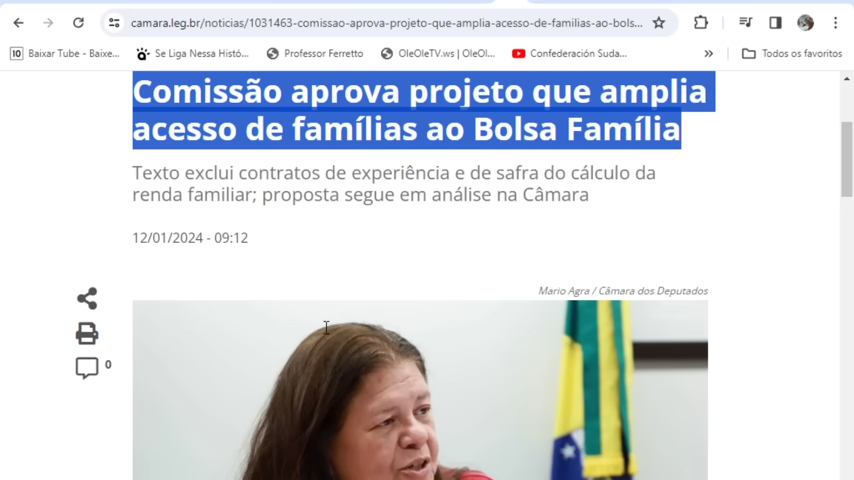 camara.leg.br/noticias/1031463-comissao-aprova-projeto-que-amplia-acesso-de-familias-ao-bols...
10 Baixar Tube - Baixe...
a Se Liga Nessa Histó...
Professor Ferretto
OleOleTV.ws | OleOl...
Confederación Suda...
»
Todos os favoritos
Comissão aprova projeto que amplia
acesso de famílias ao Bolsa Família
Texto exclui contratos de experiência e de safra do cálculo da
renda familiar; proposta segue em análise na Câmara
12/01/2024 - 09:12
Mario Agra / Câmara dos Deputados
0